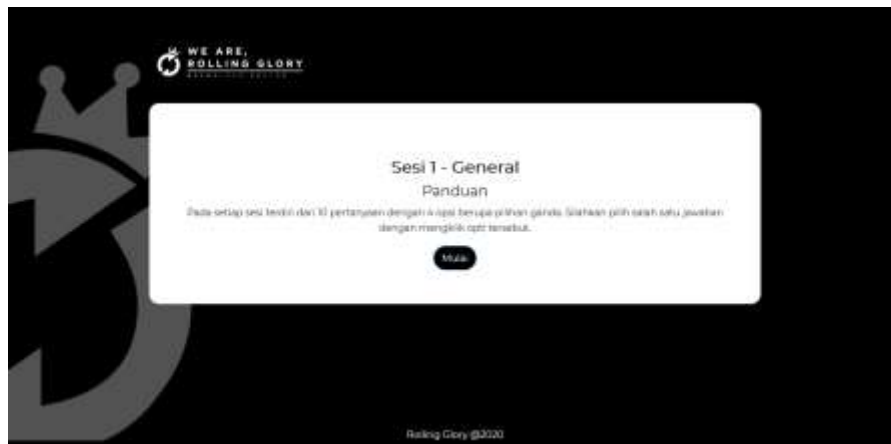 WE ARE,
ROLLING GLORY
Sesi 1 - General
Panduan
Pada setiap sesi terdiri dari 10 pertanyaan dengan 4 opsi berupa pilihan ganda. Silahkan pilih salah satu jawaban
dengan mengklik opti tersebut.
Mulai
Rolling Glory @2020